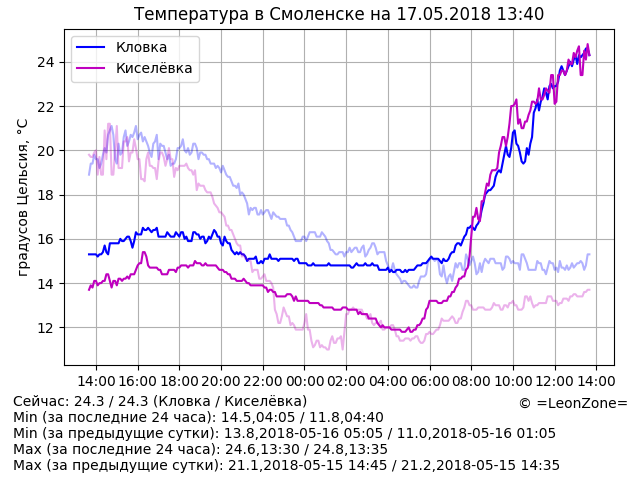 Температура в Смоленске на 17.05.2018 13:40
Кловка
Киселёвка
градусов Цельсия, °C
24
22
20
18
16
14
12
14:00 16:00 18:00 20:00 22:00 00:00 02:00 04:00 06:00 08:00 10:00 12:00 14:00
Сейчас: 24.3 / 24.3 (Кловка / Киселёвка)
© =LeonZone=
Min (за последние 24 часа): 14.5,04:05 / 11.8,04:40
Min (за предыдущие сутки): 13.8,2018-05-16 05:05 / 11.0,2018-05-16 01:05
Max (за последние 24 часа): 24.6,13:30 / 24.8,13:35
Max (за предыдущие сутки): 21.1,2018-05-15 14:45 / 21.2,2018-05-15 14:35